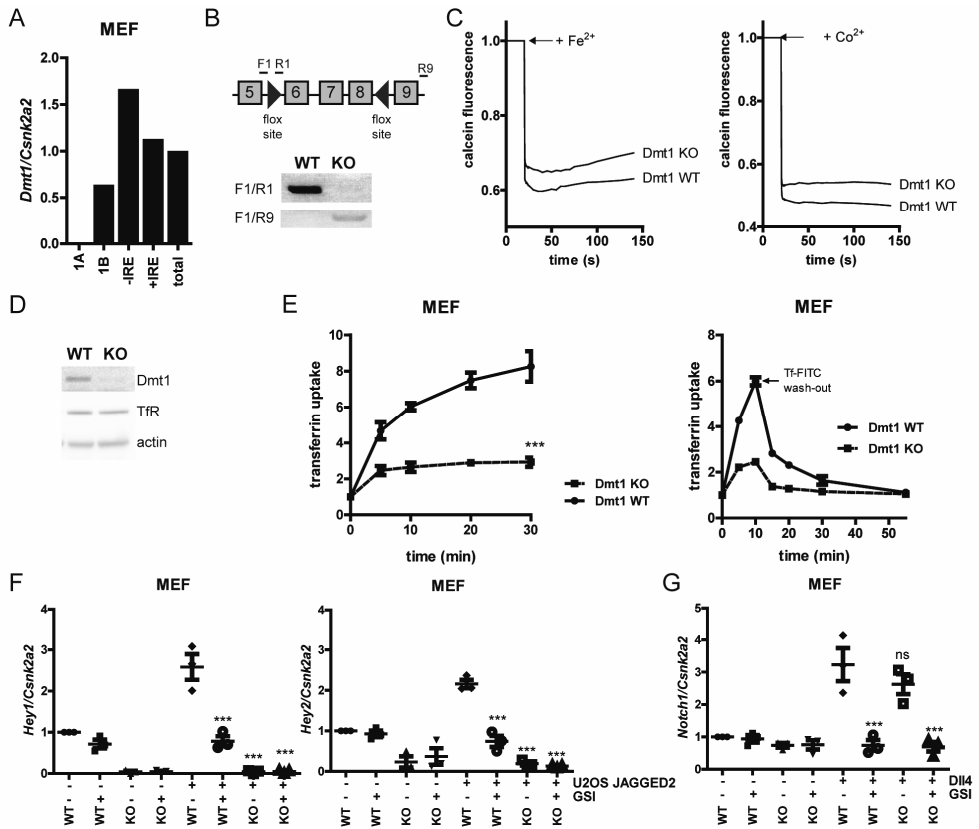 A
MEF
Dmt1/Csnk2a2
2.0
1.5
1.0
0.5
0.0
1A
1B
-IRE
+IRE
total
B
F1 R1
R9
5 6 7 8 9
flox site
flox site
WT KO
F1/R1
F1/R9
C
calcein fluorescence
1.0
0.8
0.6
+ Fe2+
Dmt1 KO
Dmt1 WT
0 50 100 150
time (s)
calcein fluorescence
1.0
0.8
0.6
0.4
+ Co2+
Dmt1 KO
Dmt1 WT
0 50 100 150
time (s)
D
WT KO
Dmt1
TfR
actin
E
MEF
transferrin uptake
10
8
6
4
2
0
***
Dmt1 KO
Dmt1 WT
0 10 20 30
time (min)
MEF
transferrin uptake
8
6
4
2
0
Tf-FITC
wash-out
Dmt1 WT
Dmt1 KO
0 10 20 30 40 50
time (min)
F
MEF
Hey1/Csnk2a2
4
3
2
1
0
*** *** ***
- - - - + + + +
- + - + - + - +
WT WT KO KO WT WT KO KO
MEF
Hey2/Csnk2a2
4
3
2
1
0
*** *** ***
- - - - + + + + U2OS JAGGED2
- + - + - + - + GSI
WT WT KO KO WT WT KO KO
G
MEF
Notch1/Csnk2a2
5
4
3
2
1
0
*** ns ***
- - - - + + + + Dll4
- + - + - + - + GSI
WT WT KO KO WT WT KO KO